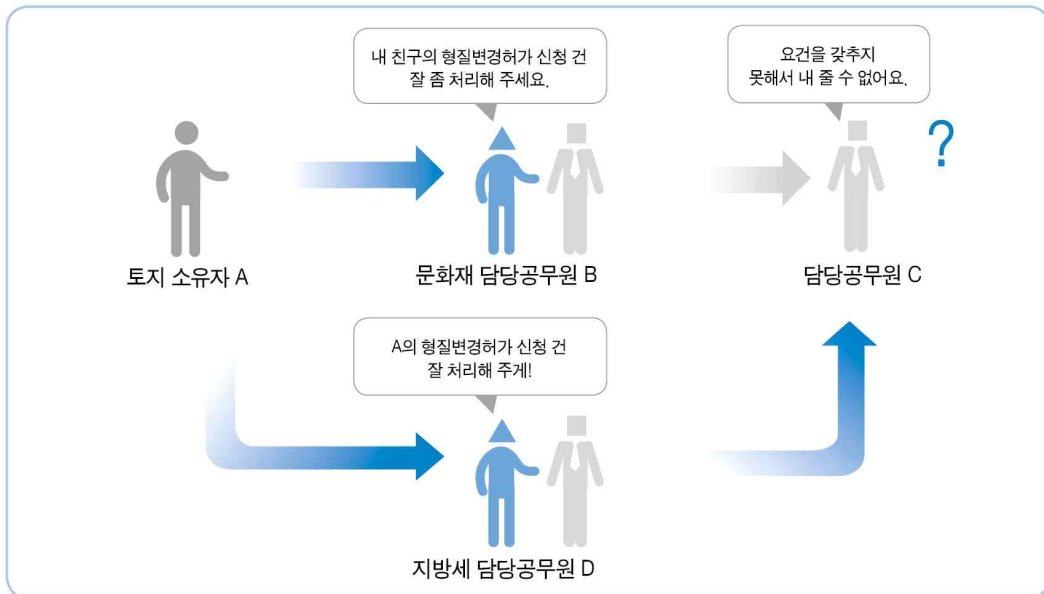 내 친구의 형질변경허가 신청 건
잘 좀 처리해 주세요.
요건을 갖추지
못해서 내 줄 수 없어요.
?
토지 소유자 A
문화재 담당공무원 B
담당공무원 C
A의 형질변경허가 신청 건
잘 처리해 주게!
지방세 담당공무원 D